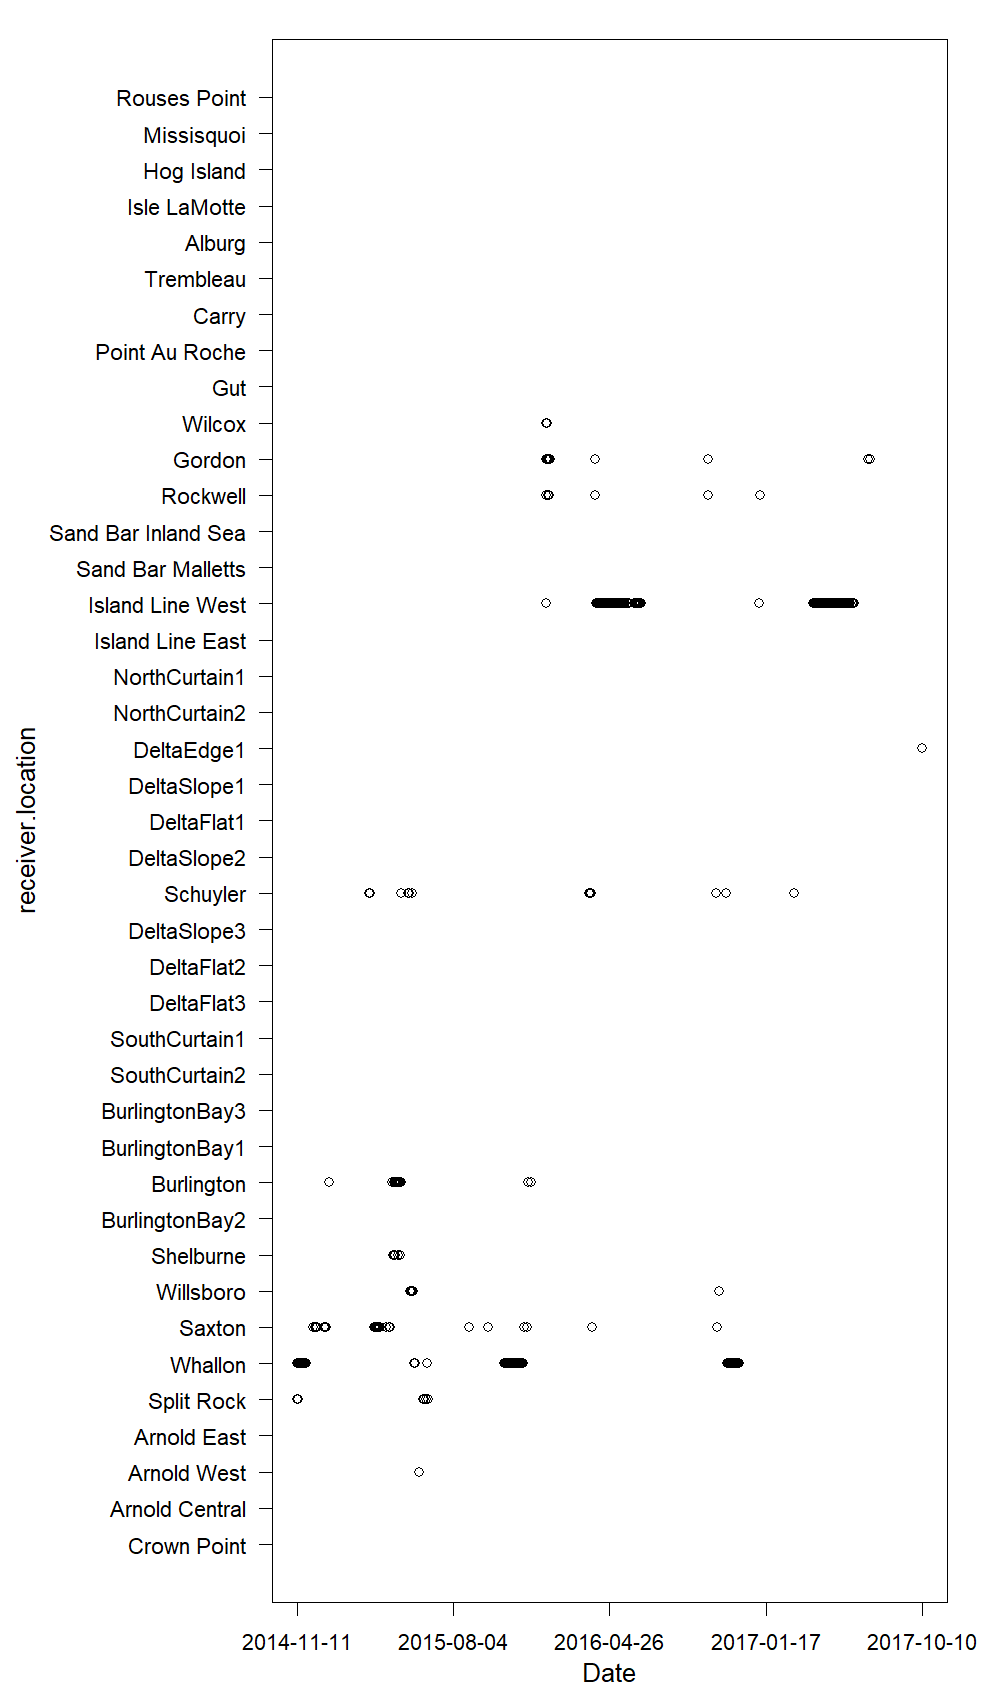 Rouses Point
Missisquoi
Hog Island
Isle LaMotte
Alburg
Trembleau
Carry
Point Au Roche
Gut
Wilcox
Gordon
Rockwell
Sand Bar Inland Sea
Sand Bar Malletts
Island Line West
Island Line East
NorthCurtain1
NorthCurtain2
DeltaEdge1
DeltaSlope1
DeltaFlat1
DeltaSlope2
Schuyler
DeltaSlope3
DeltaFlat2
DeltaFlat3
SouthCurtain1
SouthCurtain2
BurlingtonBay3
BurlingtonBay1
Burlington
BurlingtonBay2
Shelburne
Willsboro
Saxton
Whallon
Split Rock
Arnold East
Arnold West
Arnold Central
Crown Point
receiver.location
2014-11-11 2015-08-04 2016-04-26 2017-01-17 2017-10-10
Date